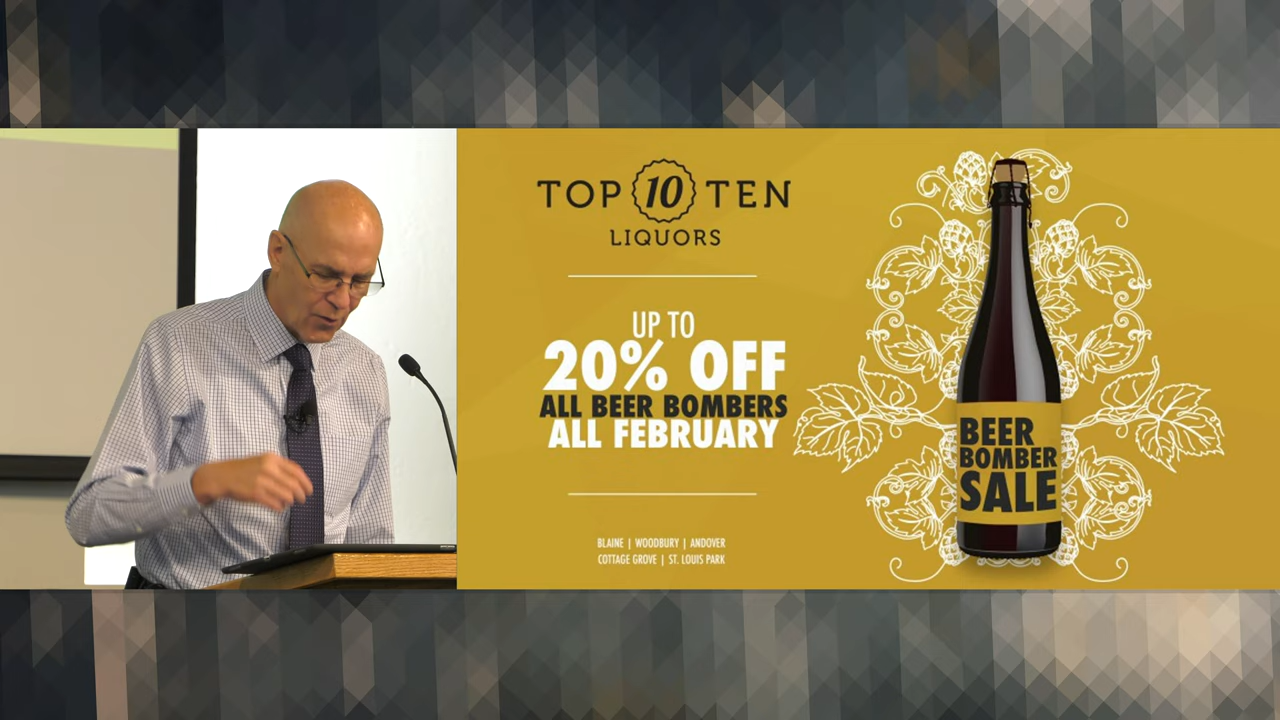 TOP 10 TEN
LIQUORS
UP TO
20% OFF
ALL BEER BOMBERS
ALL FEBRUARY
BLAINE | WOODBURY | ANDOVER
COTTAGE GROVE | ST. LOUIS PARK
BEER
BOMBER
SALE